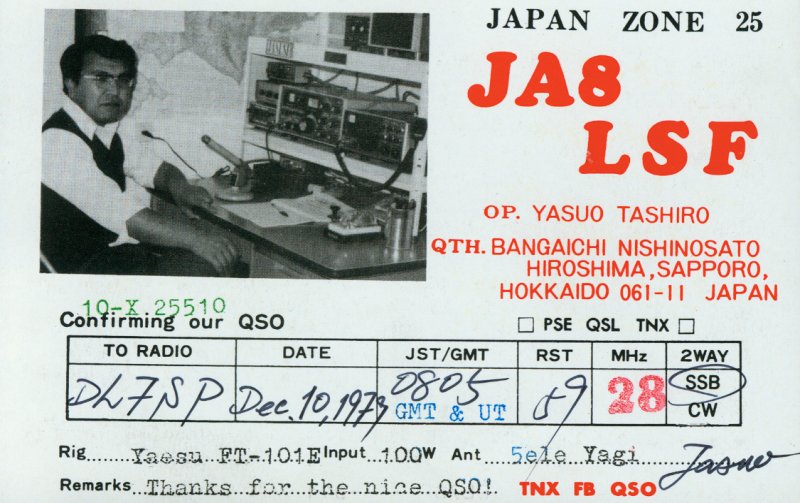 JAPAN ZONE 25
JA8
LSF
OP. YASUO TASHIRO
QTH. BANGAICHI NISHINOSATO
HIROSHIMA, SAPPORO,
HOKKAIDO 061-11 JAPAN
10-X 25510
Confirming our QSO
□ PSE QSL TNX □
TO RADIO DATE JST/GMT RST MHz 2WAY
DL7SP Dec. 10, 1979 0805 59 28 SSB
GMT & UT CW
Rig Yaesu FT-101E Input 100W Ant 5ele Yagi
Remarks Thanks for the nice QSO! TNX FB QSO